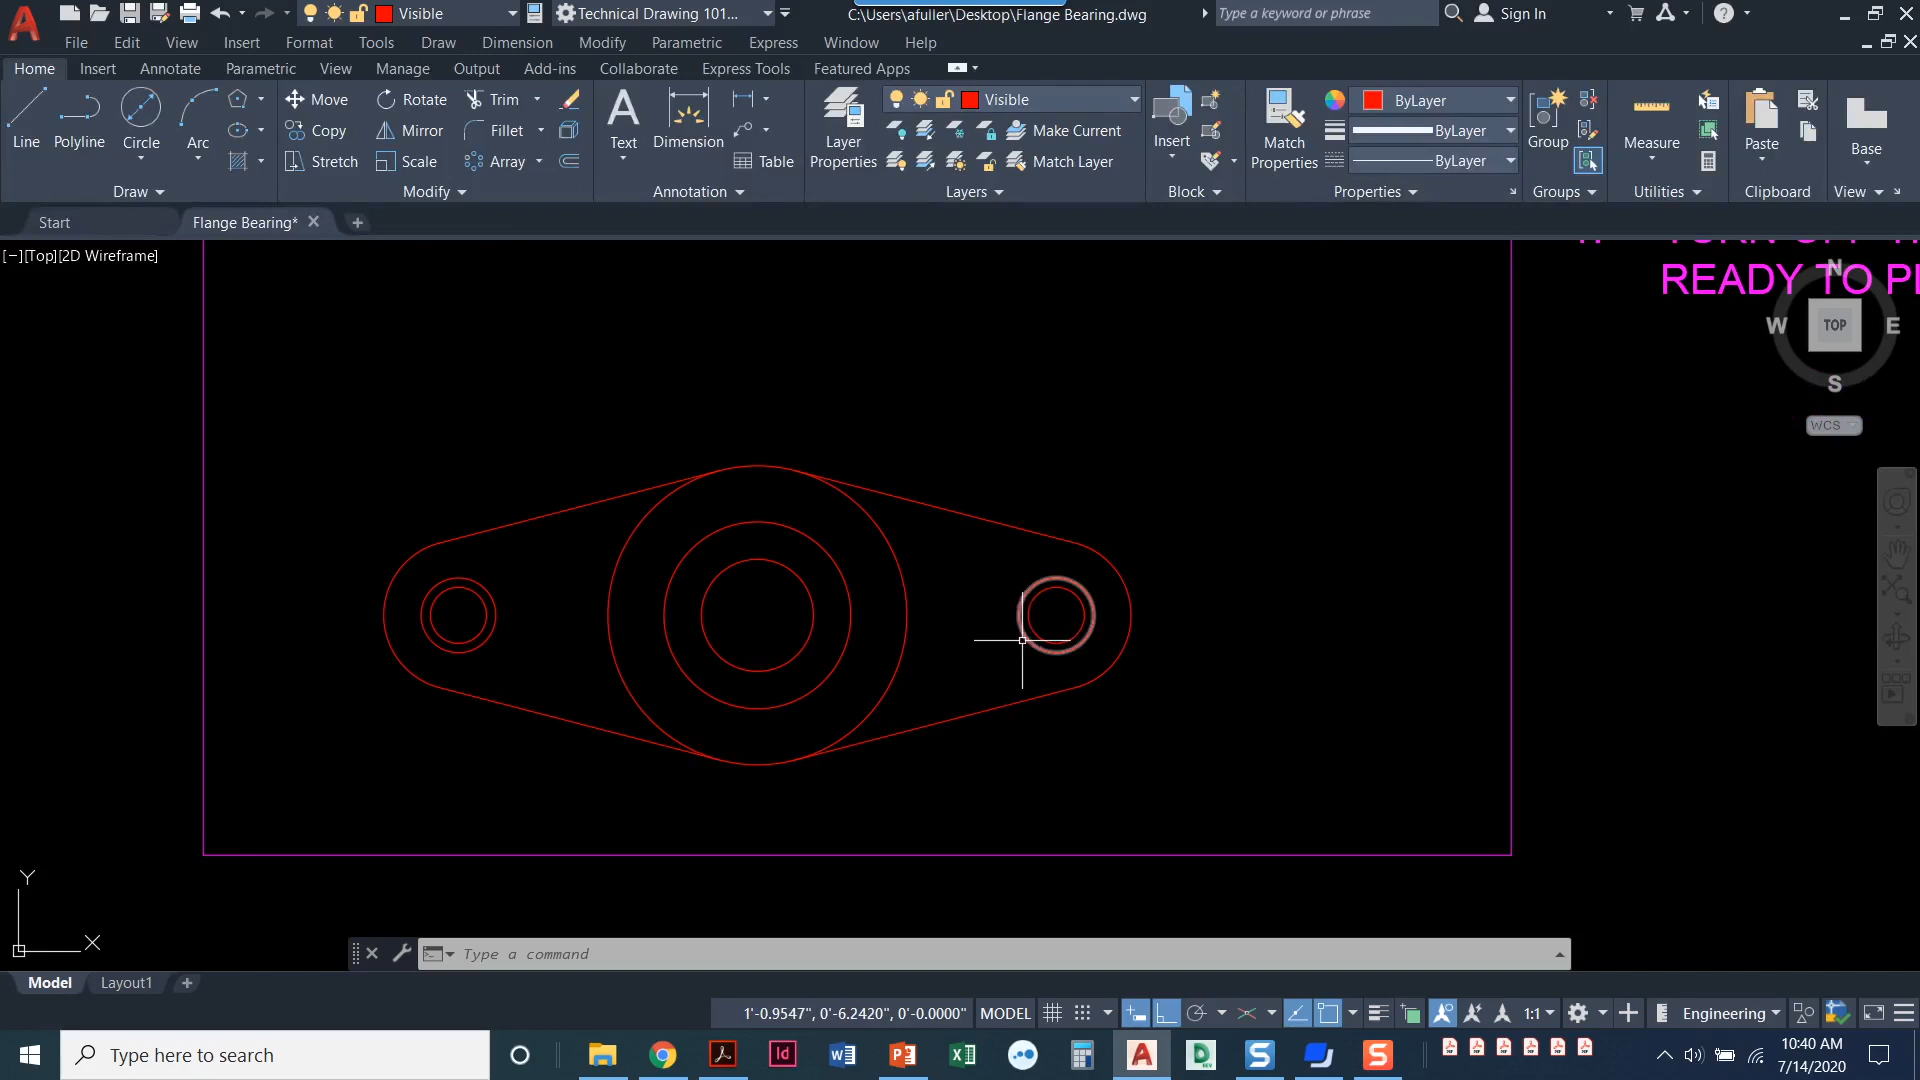 Visible
Technical Drawing 101...
C:\Users\afuller\Desktop\Flange Bearing.dwg
Type a keyword or phrase
Sign In
File Edit View Insert Format Tools Draw Dimension Modify Parametric Express Window Help
Home Insert Annotate Parametric View Manage Output Add-ins Collaborate Express Tools Featured Apps
Line
Polyline
Circle
Arc
Draw
Move
Copy
Stretch
Rotate
Mirror
Scale
Trim
Fillet
Array
Modify
Text
Dimension
Table
Annotation
Layer
Properties
Visible
Make Current
Match Layer
Layers
Insert
Block
Match
Properties
ByLayer
ByLayer
ByLayer
Properties
Group
Groups
Measure
Utilities
Paste
Clipboard
Base
View
Start
Flange Bearing*
[−][Top][2D Wireframe]
READY TO
N
W
TOP
E
S
WCS
Y
X
Type a command
Model
Layout1
1'-0.9547", 0'-6.2420", 0'-0.0000"
MODEL
1:1
Engineering
Type here to search
10:40 AM
7/14/2020